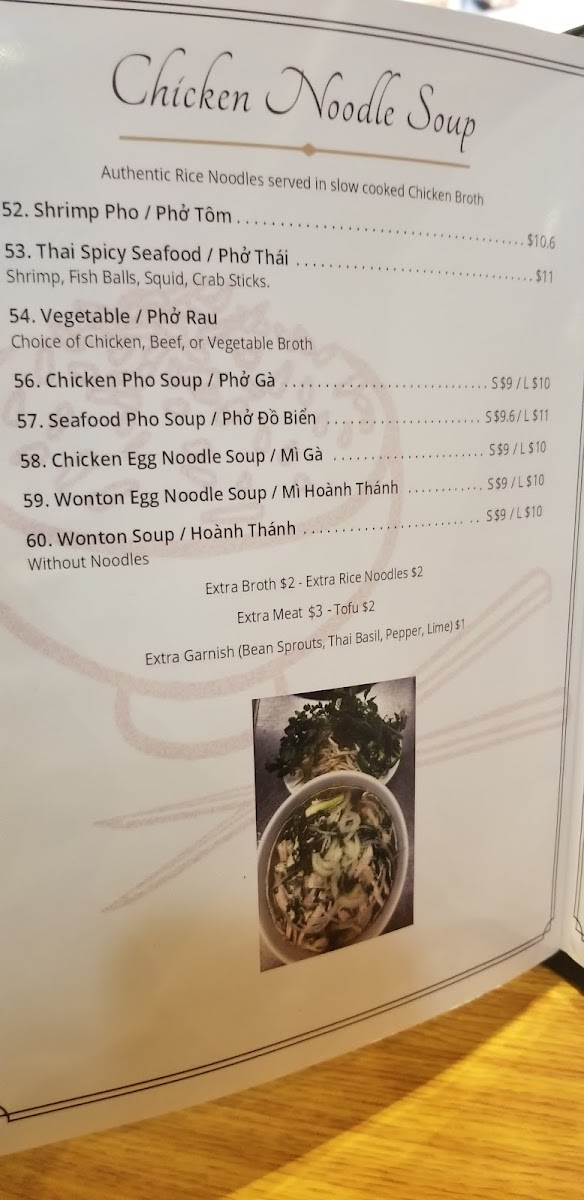 Chicken Noodle Soup
Authentic Rice Noodles served in slow cooked Chicken Broth
52. Shrimp Pho / Phở Tôm ........................................ $10.6
53. Thai Spicy Seafood / Phở Thái ................................. $11
Shrimp, Fish Balls, Squid, Crab Sticks.
54. Vegetable / Phở Rau
Choice of Chicken, Beef, or Vegetable Broth
56. Chicken Pho Soup / Phở Gà ............................ S$9 / L $10
57. Seafood Pho Soup / Phở Đồ Biển ...................... S$9.6/ L $11
58. Chicken Egg Noodle Soup / Mì Gà ..................... S$9 / L $10
59. Wonton Egg Noodle Soup / Mì Hoành Thánh ........... S$9 / L $10
60. Wonton Soup / Hoành Thánh .......................... S$9 / L $10
Without Noodles
Extra Broth $2 - Extra Rice Noodles $2
Extra Meat $3 - Tofu $2
Extra Garnish (Bean Sprouts, Thai Basil, Pepper, Lime) $1